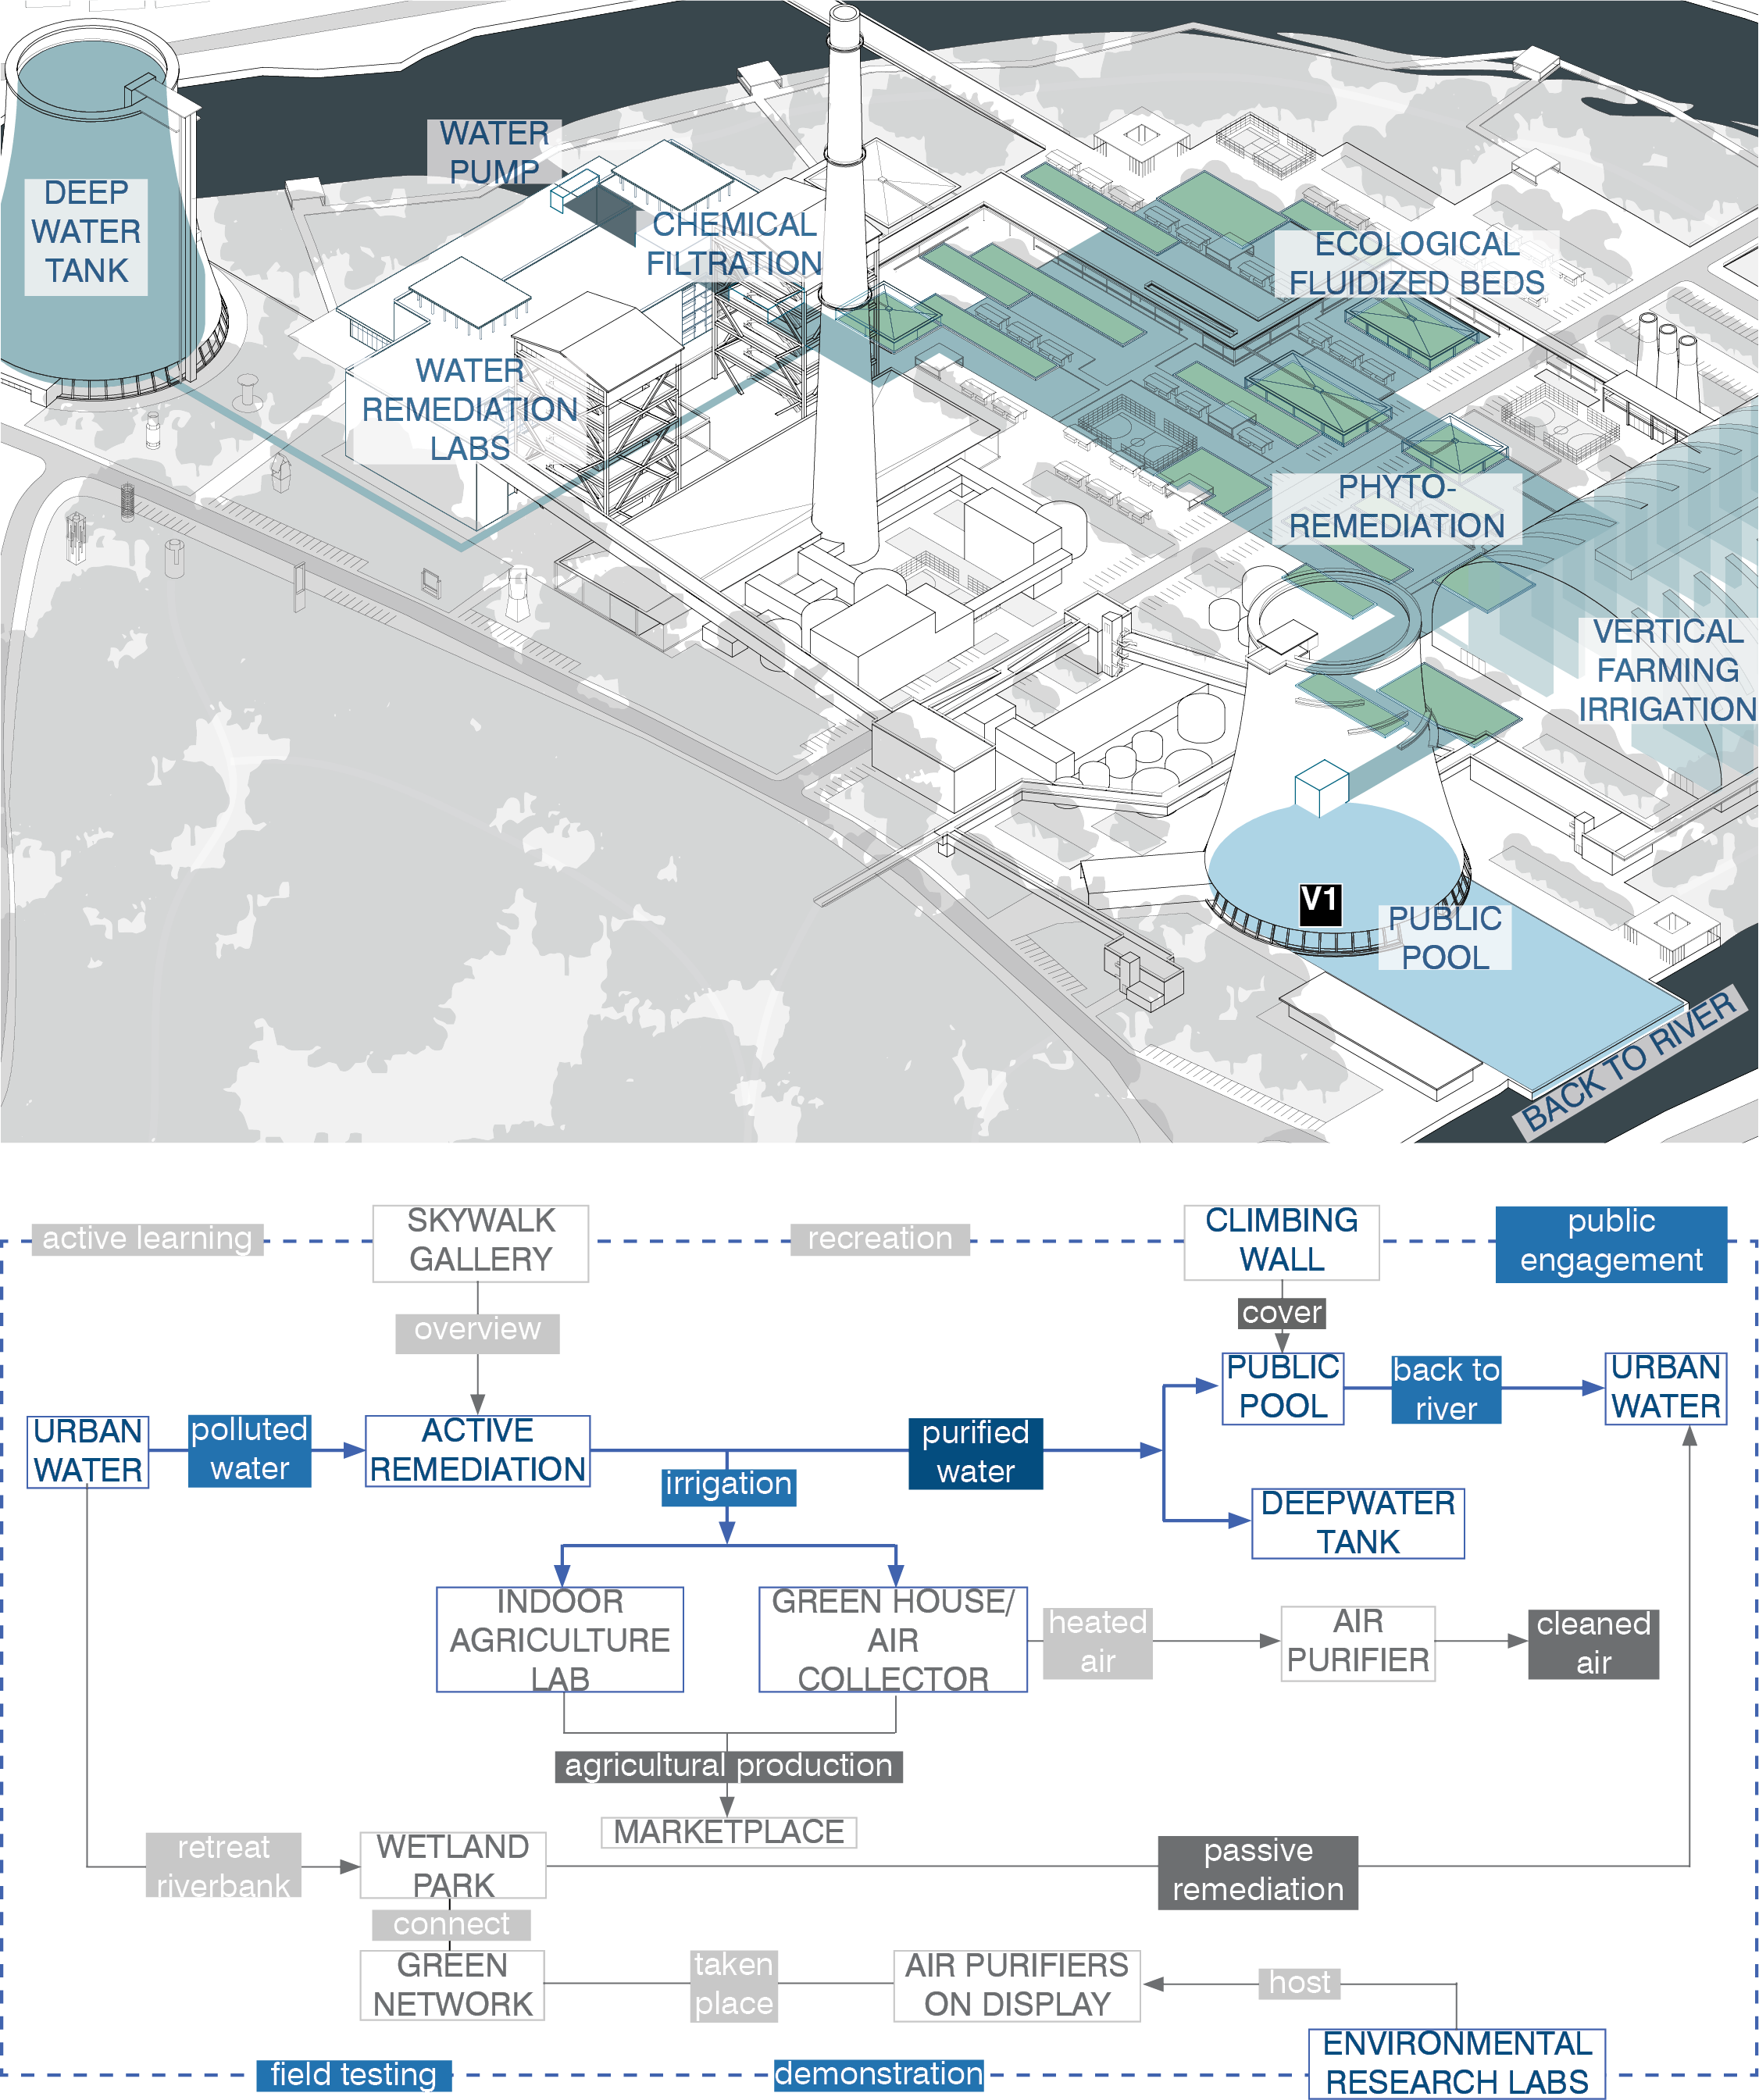 WATER
PUMP
DEEP
WATER
TANK
CHEMICAL
FILTRATION
ECOLOGICAL
FLUIDIZED BEDS
WATER
REMEDIATION
LABS
PHYTO-
REMEDIATION
VERTICAL
FARMING
IRRIGATION
V1
PUBLIC
POOL
BACK TO RIVER
active learning
SKYWALK
GALLERY
recreation
CLIMBING
WALL
public
engagement
overview
cover
URBAN
WATER
polluted
water
ACTIVE
REMEDIATION
irrigation
purified
water
PUBLIC
POOL
back to
river
URBAN
WATER
DEEPWATER
TANK
INDOOR
AGRICULTURE
LAB
GREEN HOUSE/
AIR
COLLECTOR
heated
air
AIR
PURIFIER
cleaned
air
agricultural production
MARKETPLACE
retreat
riverbank
WETLAND
PARK
passive
remediation
connect
GREEN
NETWORK
taken
place
AIR PURIFIERS
ON DISPLAY
host
ENVIRONMENTAL
RESEARCH LABS
field testing
demonstration